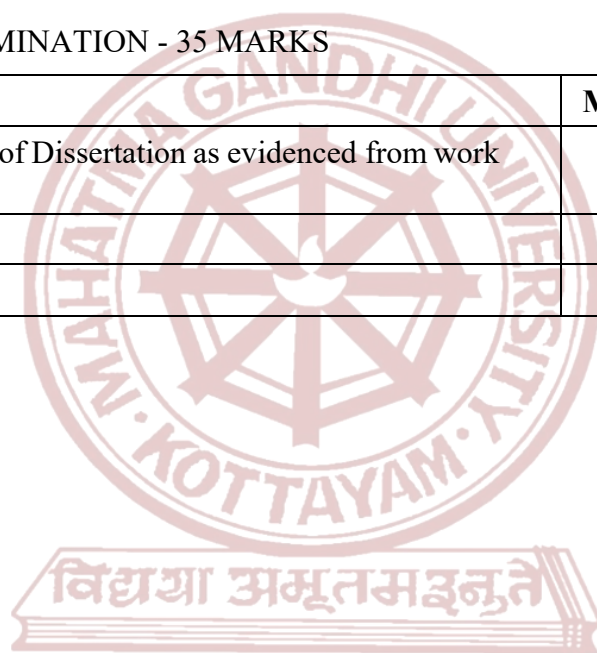 MINATION - 35 MARKS
M
of Dissertation as evidenced from work
MAHATMA GANDHI UNIVERSITY
· KOTTAYAM ·
विद्यया अमृतमश्नुते